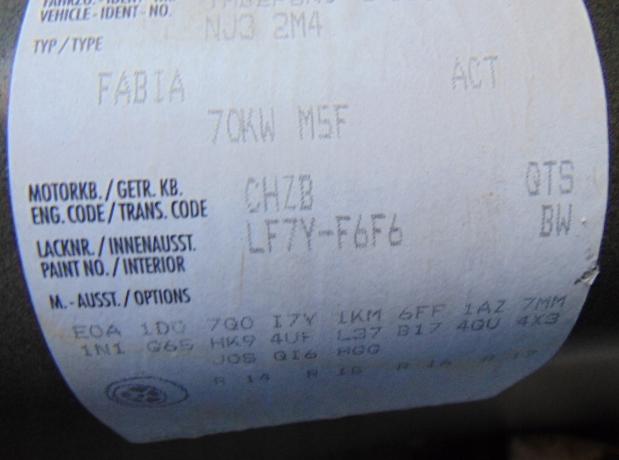 VEHICLE-IDENT-NO.
NJ3 2M4
TYP/TYPE
FABIA ACT
70KW M5F
MOTORKB./GETR. KB.
ENG. CODE/TRANS. CODE
CHZB QTS
LACKNR./INNENAUSST.
PAINT NO./INTERIOR
LF7Y-F6F6 BW
M.-AUSST./OPTIONS
E0A 1DO 7Q0 I7Y 1KM 6FF 1AZ 7MM
1N1 G65 HK9 4UF L37 B17 4GU 4X3
J0S QI6